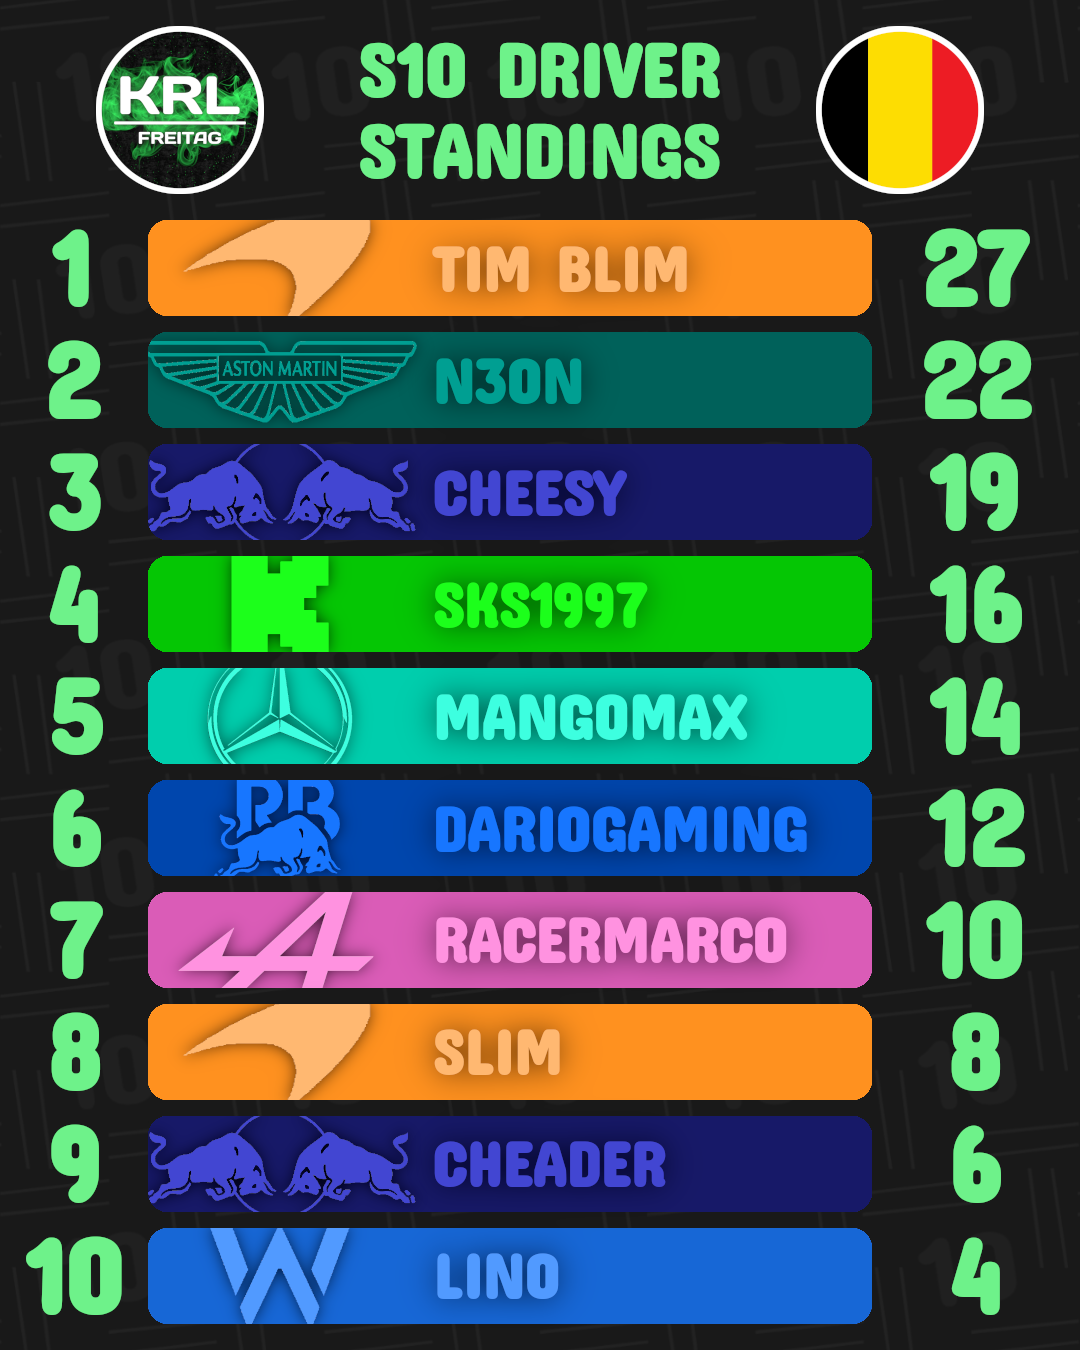 KRL
FREITAG
S10 DRIVER
STANDINGS
1 TIM BLIM 27
2 ASTON MARTIN N3ON 22
3 CHEESY 19
4 K SKS1997 16
5 MANGOMAX 14
6 RB DARIOGAMING 12
7 RACERMARCO 10
8 SLIM 8
9 CHEADER 6
10 W LINO 4